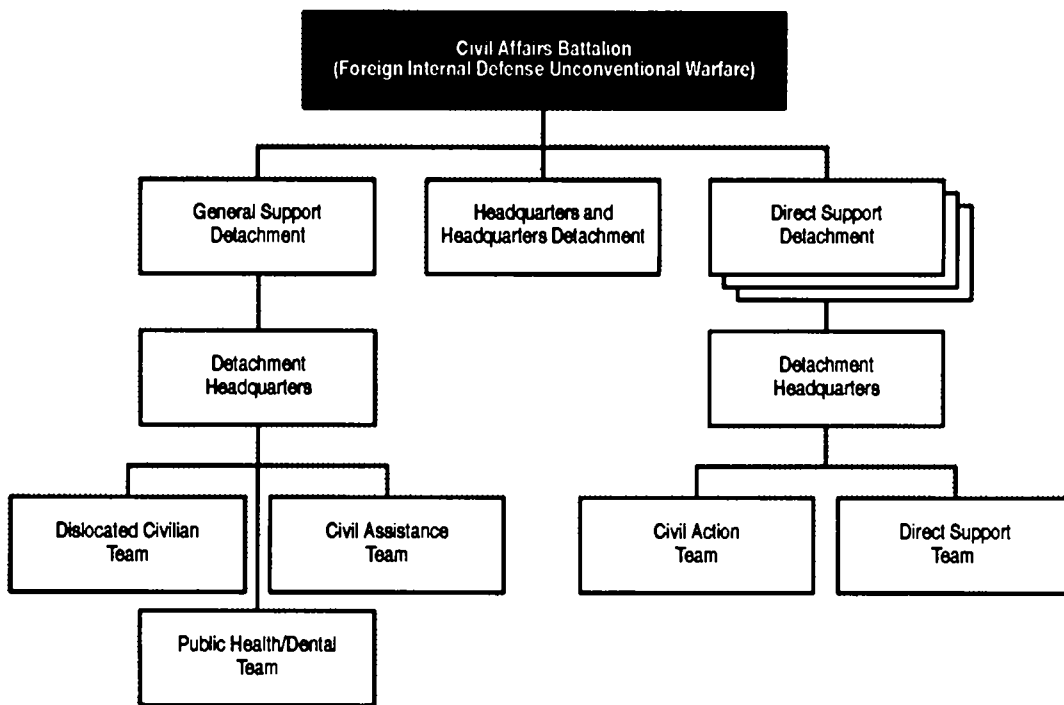 Civil Affairs Battalion
(Foreign Internal Defense Unconventional Warfare)
General Support
Detachment
Headquarters and
Headquarters Detachment
Direct Support
Detachment
Detachment
Headquarters
Detachment
Headquarters
Dislocated Civilian
Team
Civil Assistance
Team
Civil Action
Team
Direct Support
Team
Public Health/Dental
Team